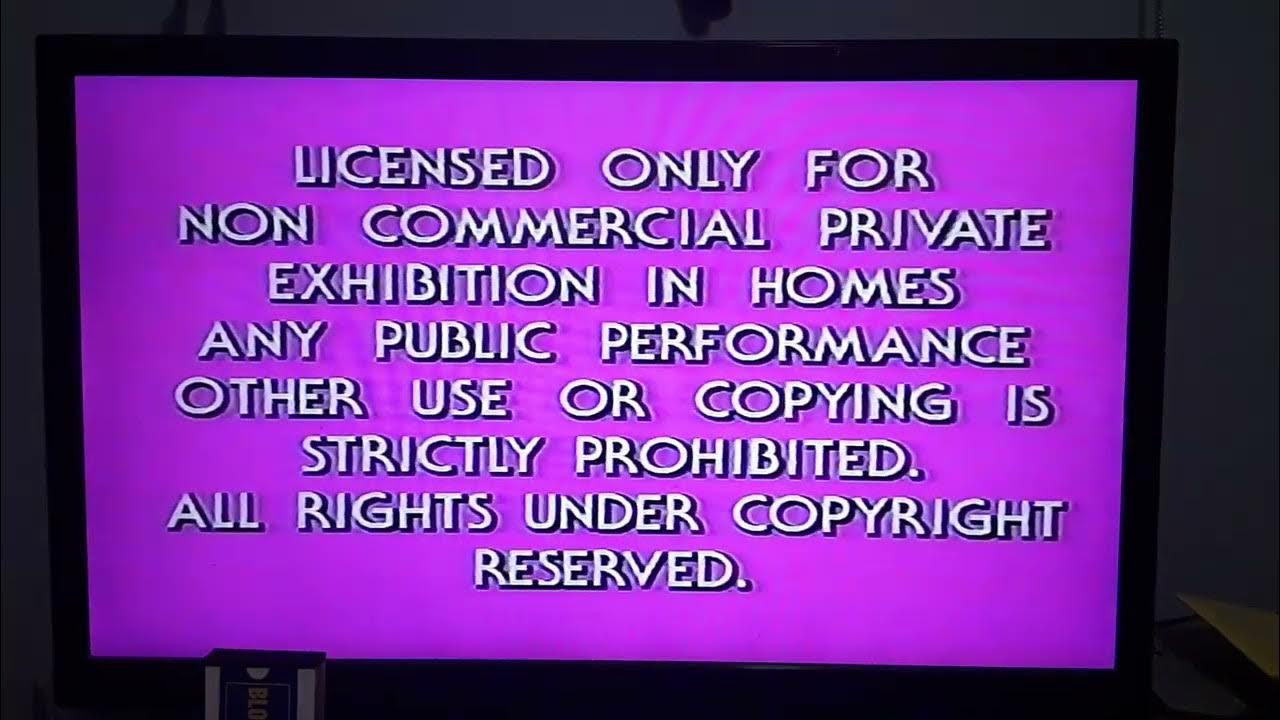 LICENSED ONLY FOR
NON COMMERCIAL PRIVATE
EXHIBITION IN HOMES
ANY PUBLIC PERFORMANCE
OTHER USE OR COPYING IS
STRICTLY PROHIBITED.
ALL RIGHTS UNDER COPYRIGHT
RESERVED.
BLO